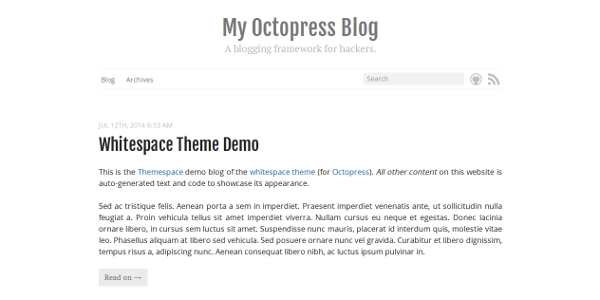 My Octopress Blog
A blogging framework for hackers.
Blog Archives Search
JUL 12TH, 2014 6:53 AM
Whitespace Theme Demo
This is the Themespace demo blog of the whitespace theme (for Octopress). All other content on this website is
auto-generated text and code to showcase its appearance.
Sed ac tristique felis. Aenean porta a sem in imperdiet. Praesent imperdiet venenatis ante, ut sollicitudin nulla
feugiat a. Proin vehicula tellus sit amet imperdiet viverra. Nullam cursus eu neque et egestas. Donec lacinia
ornare libero, in cursus sem luctus sit amet. Suspendisse nunc mauris, placerat id interdum quis, molestie vitae
leo. Phasellus aliquam at libero sed vehicula. Sed posuere ornare nunc vel gravida. Curabitur et libero dignissim,
tempus risus a, adipiscing nunc. Aenean consequat libero nibh, ac luctus ipsum pulvinar in.
Read on →